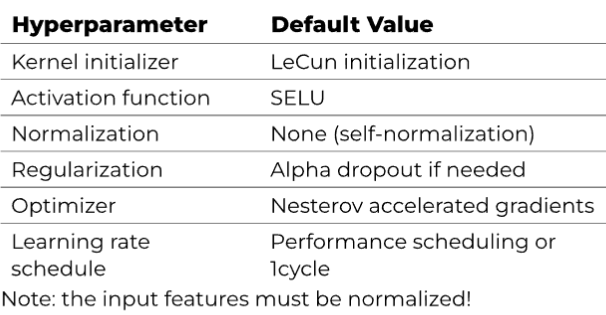 Hyperparameter Default Value
Kernel initializer LeCun initialization
Activation function SELU
Normalization None (self-normalization)
Regularization Alpha dropout if needed
Optimizer Nesterov accelerated gradients
Learning rate Performance scheduling or
schedule 1cycle
Note: the input features must be normalized!